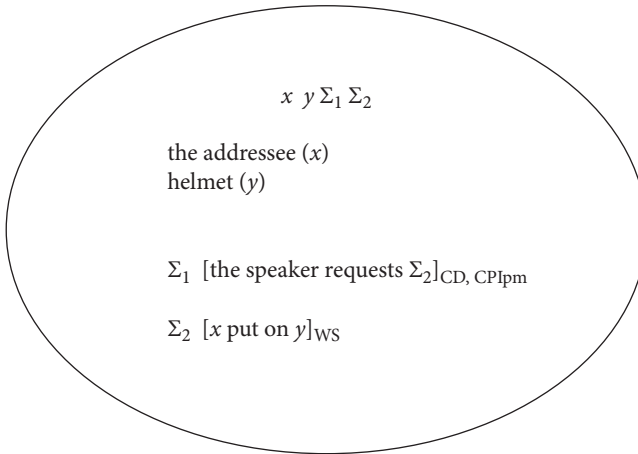 x y Σ₁ Σ₂
the addressee (x)
helmet (y)
Σ₁ [the speaker requests Σ₂]CD, CPIpm
Σ₂ [x put on y]WS